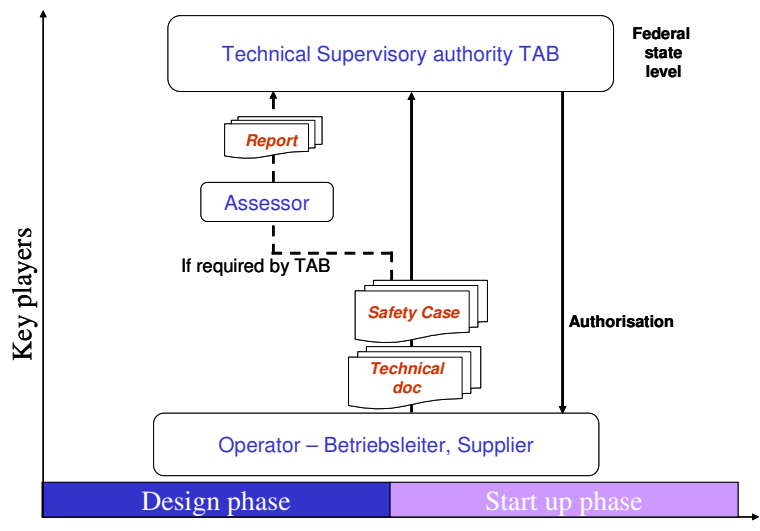 Technical Supervisory authority TAB
Federal
state
level
Report
Assessor
If required by TAB
Safety Case
Authorisation
Technical
doc
Operator – Betriebsleiter, Supplier
Key players
Design phase
Start up phase